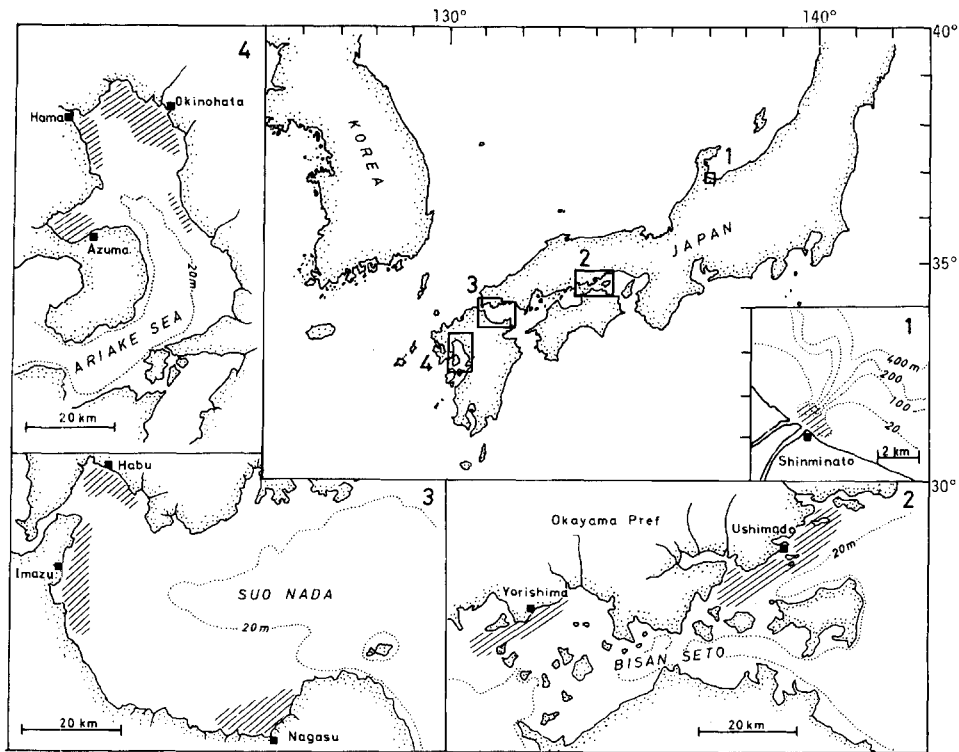 130°
140°
40°
4
Okinohata
Hama
Azuma
20m
ARIAKE SEA
20 km
KOREA
1
JAPAN
2
3
4
35°
1
400m
200
100
20
2 km
Shinminato
30°
Habu
3
Imazu
SUO NADA
20m
20 km
Nagasu
2
Okayama Pref
Ushimado
20m
Yorishima
BISAN SETO
20 km